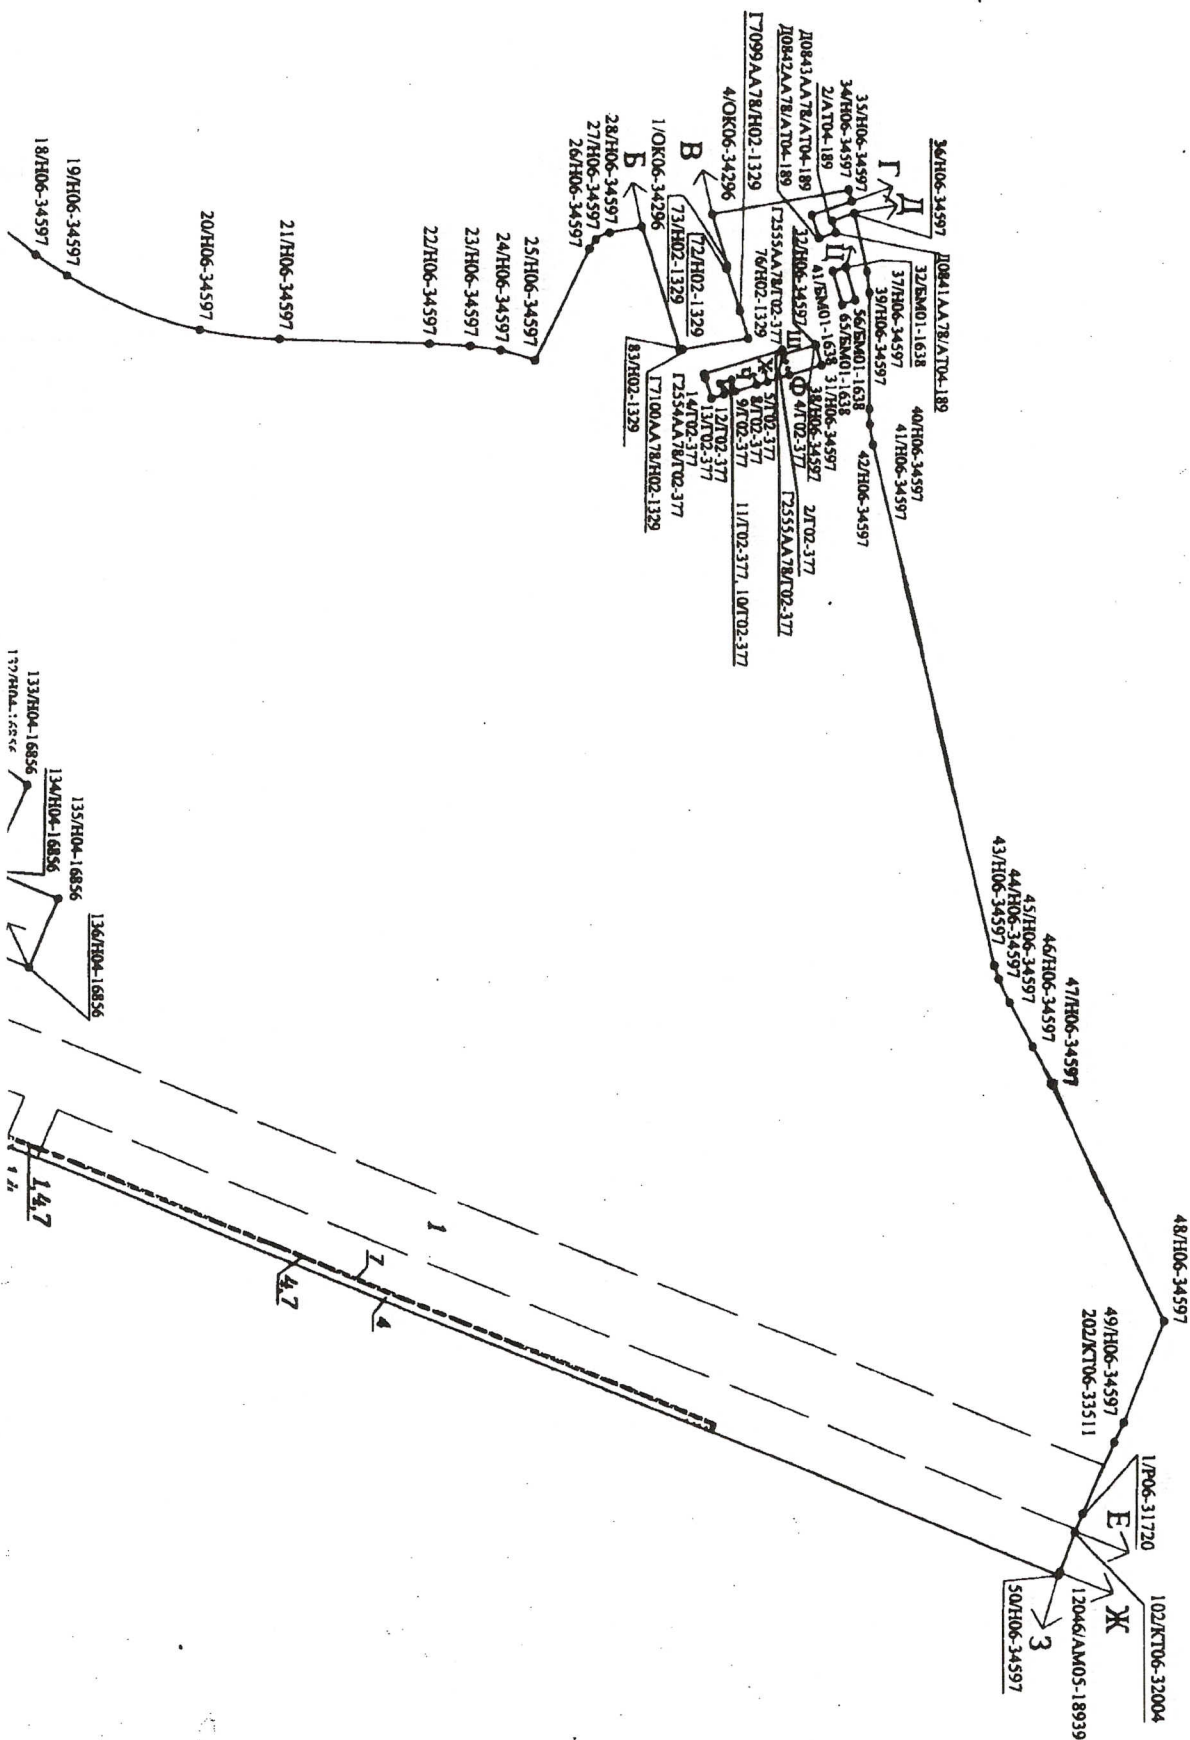 36/Н06-34597
Г
Д
35/Н06-34597
34/Н06-34597
2/АТ04-189
Д0843АА78/АТ04-189
Д0842АА78/АТ04-189
Г7099АА78/Н02-1329
4/ОК06-34296
В
1/ОК06-34296
Б
28/Н06-34597
27/Н06-34597
26/Н06-34597
Д0841АА78/АТ04-189
32/БМ01-1638
37/Н06-34597
39/Н06-34597
56/БМ01-1638
65/БМ01-1638
Ц
41/БМ01-1638
32/Н06-34597
31/Н06-34597
38/Н06-34597
Г2555АА78/Г02-377
76/Н02-1329
Ш
Ф
Х
Ч
4/Г02-377
5/Г02-377
8/Г02-377
9/Г02-377
12/Г02-377
13/Г02-377
14/Г02-377
Г2554АА78/Г02-377
Г7100АА78/Н02-1329
83/Н02-1329
72/Н02-1329
73/Н02-1329
2/Г02-377
Г2555АА78/Г02-377
11/Г02-377, 10/Г02-377
40/Н06-34597
41/Н06-34597
42/Н06-34597
25/Н06-34597
24/Н06-34597
23/Н06-34597
22/Н06-34597
21/Н06-34597
20/Н06-34597
19/Н06-34597
18/Н06-34597
43/Н06-34597
44/Н06-34597
45/Н06-34597
46/Н06-34597
47/Н06-34597
48/Н06-34597
49/Н06-34597
202/КТ06-33511
1/Р06-31720
Е
102/КТ06-32004
Ж
12046/АМ05-18939
З
50/Н06-34597
1
7
4
4,7
1,4,7
133/Н04-16856
134/Н04-16856
135/Н04-16856
136/Н04-16856